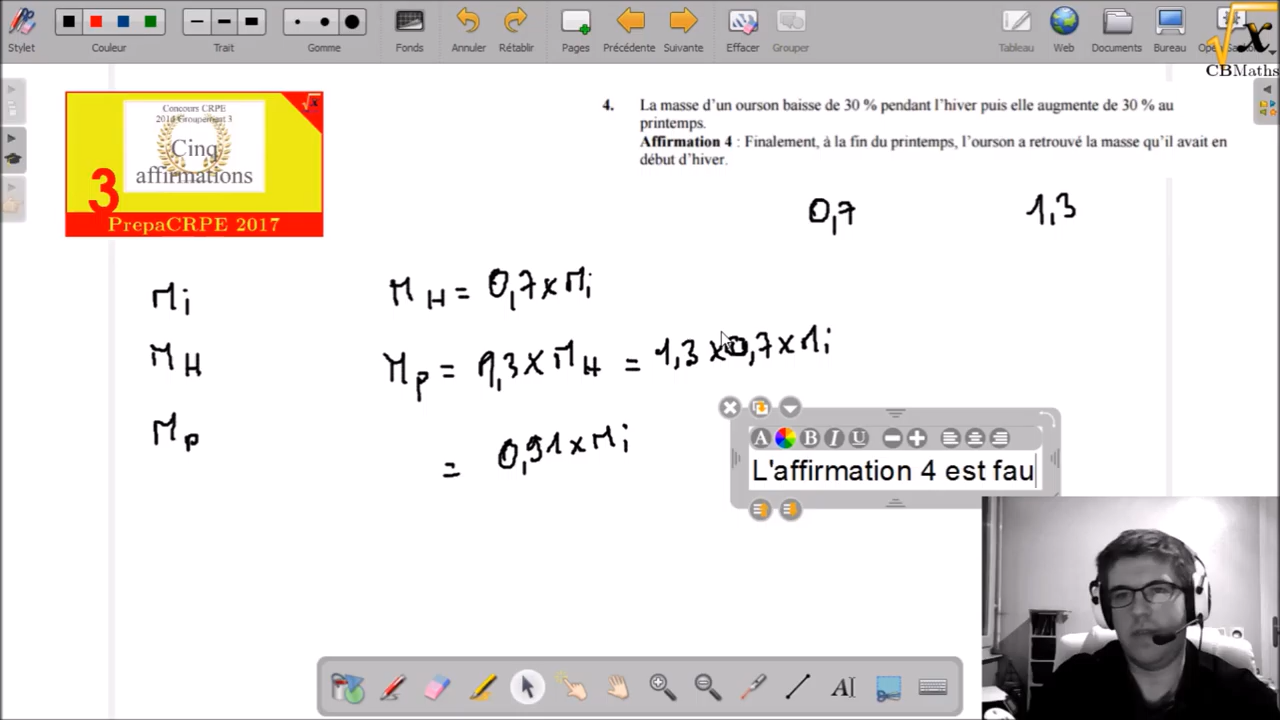 Stylet
Couleur
Trait
Gomme
Fonds
Annuler
Rétablir
Pages
Précédente
Suivante
Effacer
Grouper
Tableau
Web
Documents
Bureau
√x
CBMaths
Concours CRPE
Groupement 3
Cinq
affirmations
3
PrepaCRPE 2017
4. La masse d'un ourson baisse de 30 % pendant l'hiver puis elle augmente de 30 % au
printemps.
Affirmation 4 : Finalement, à la fin du printemps, l'ourson a retrouvé la masse qu'il avait en
début d'hiver.
0,7 1,3
Mi MH = 0,7 x Mi
MH MP = 1,3 x MH = 1,3 x 0,7 x Mi
MP = 0,91 x Mi
A B I U
L'affirmation 4 est fau
AI